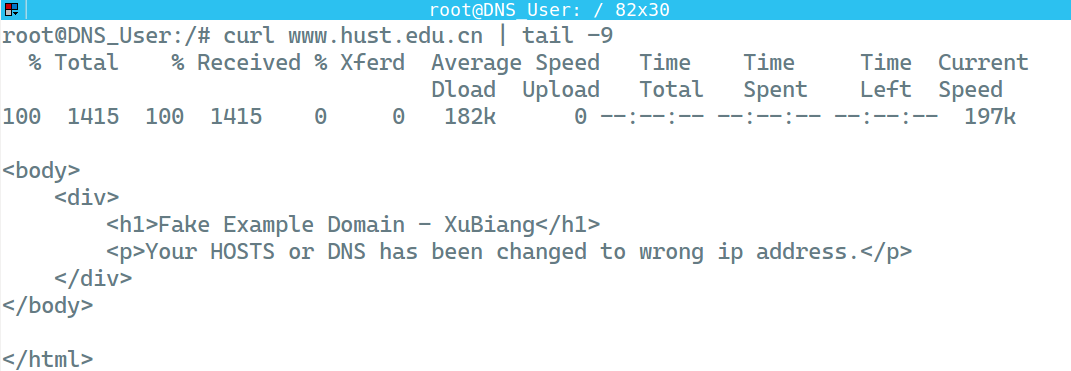 root@DNS_User: / 82x30
root@DNS_User:/# curl www.hust.edu.cn | tail -9
  % Total    % Received % Xferd  Average Speed   Time    Time     Time  Current
                                 Dload  Upload   Total   Spent    Left  Speed
100  1415  100  1415    0     0   182k      0 --:--:-- --:--:-- --:--:--  197k
<body>
    <div>
        <h1>Fake Example Domain - XuBiang</h1>
        <p>Your HOSTS or DNS has been changed to wrong ip address.</p>
    </div>
</body>
</html>